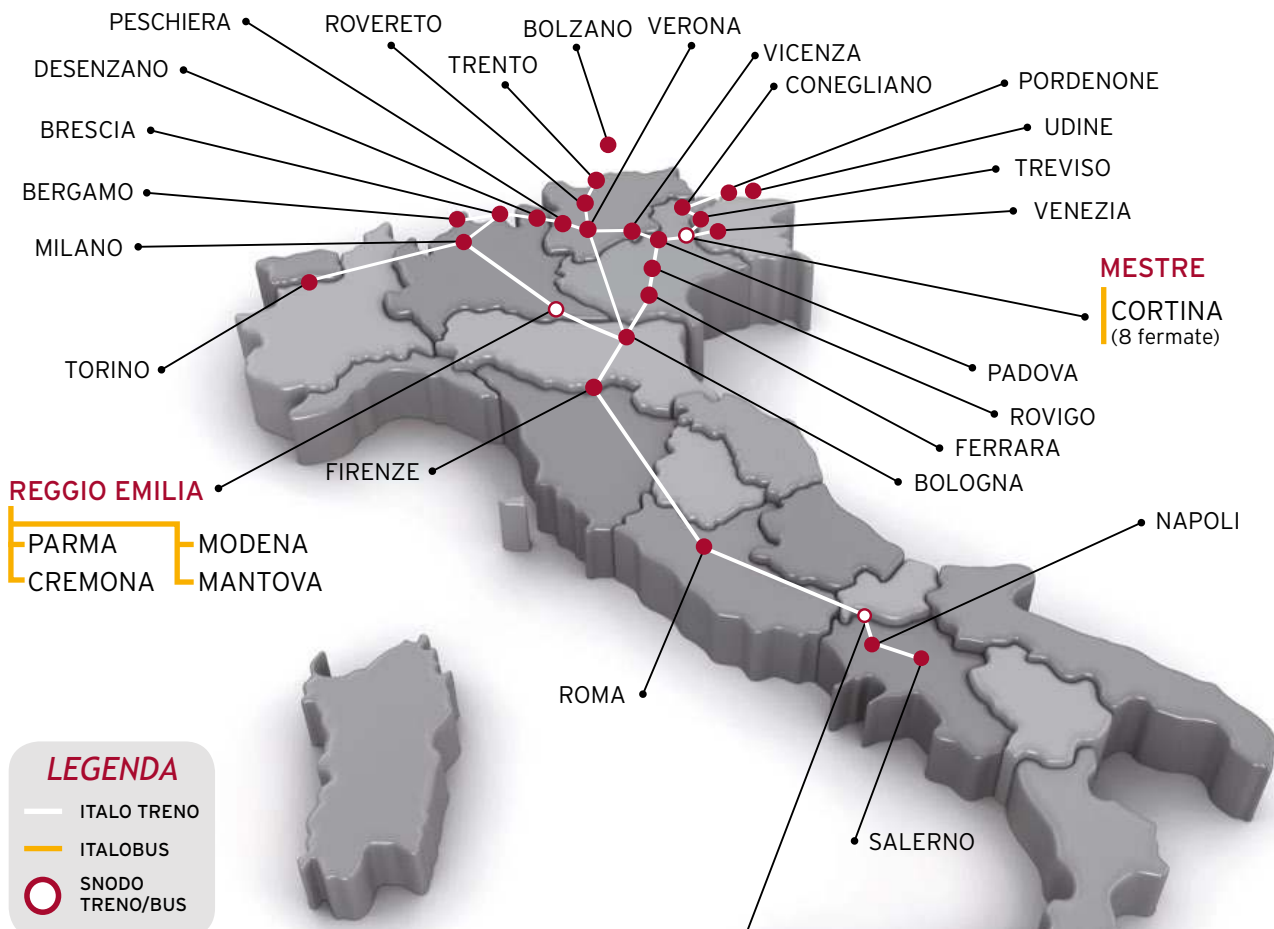 PESCHIERA
ROVERETO
BOLZANO
VERONA
DESENZANO
TRENTO
VICENZA
CONEGLIANO
PORDENONE
BRESCIA
UDINE
TREVISO
BERGAMO
VENEZIA
MILANO
MESTRE
CORTINA
(8 fermate)
TORINO
PADOVA
ROVIGO
FERRARA
FIRENZE
BOLOGNA
REGGIO EMILIA
PARMA
MODENA
CREMONA
MANTOVA
NAPOLI
ROMA
SALERNO
LEGENDA
ITALO TRENO
ITALOBUS
SNODO
TRENO/BUS